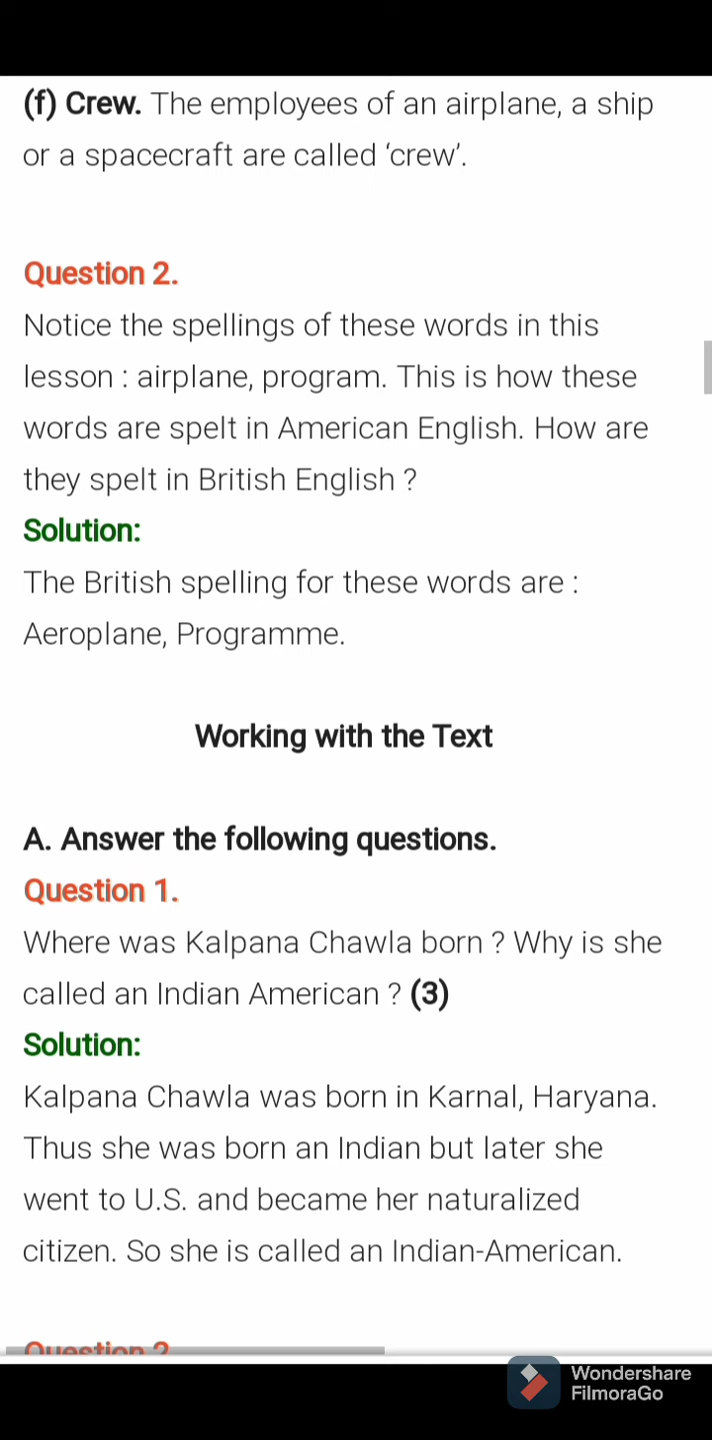 (f) Crew. The employees of an airplane, a ship
or a spacecraft are called ‘crew’.
Question 2.
Notice the spellings of these words in this
lesson : airplane, program. This is how these
words are spelt in American English. How are
they spelt in British English ?
Solution:
The British spelling for these words are :
Aeroplane, Programme.
Working with the Text
A. Answer the following questions.
Question 1.
Where was Kalpana Chawla born ? Why is she
called an Indian American ? (3)
Solution:
Kalpana Chawla was born in Karnal, Haryana.
Thus she was born an Indian but later she
went to U.S. and became her naturalized
citizen. So she is called an Indian-American.
Question 2
Wondershare
FilmoraGo